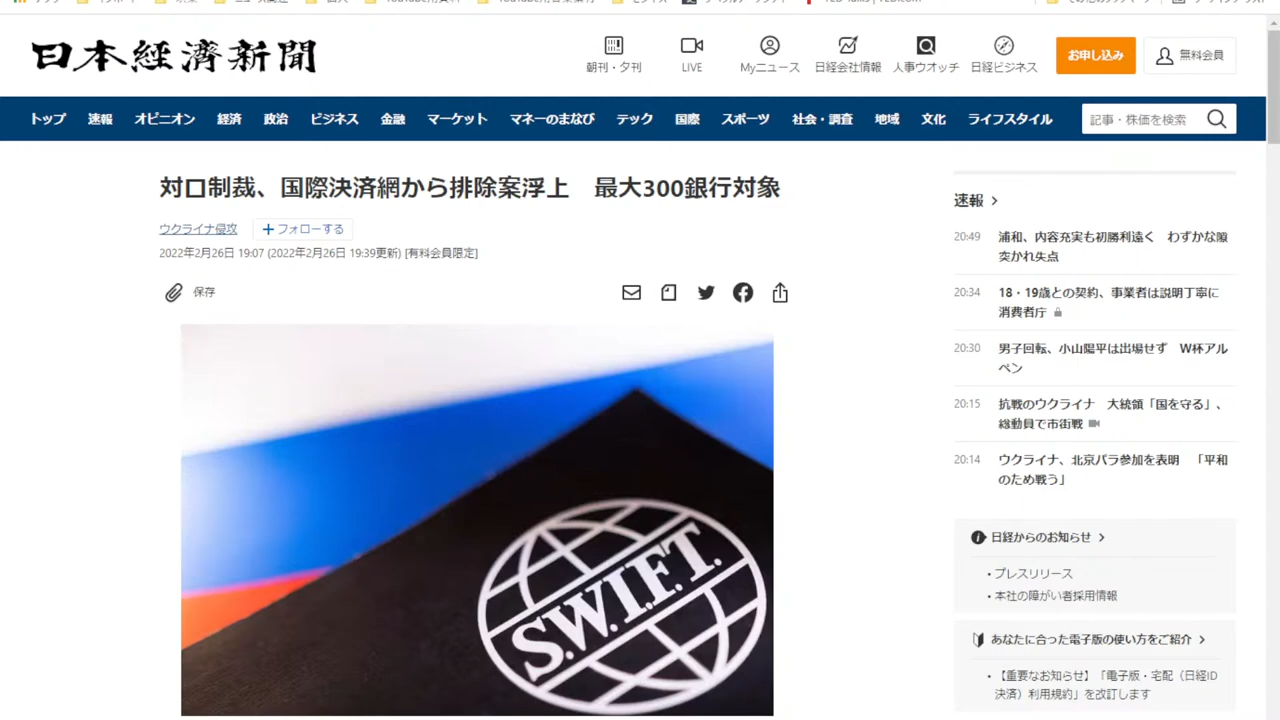 日本経済新聞
朝刊・夕刊
LIVE
Myニュース
日経会社情報
人事ウオッチ
日経ビジネス
お申し込み
無料会員
トップ
速報
オピニオン
経済
政治
ビジネス
金融
マーケット
マネーのまなび
テック
国際
スポーツ
社会・調査
地域
文化
ライフスタイル
記事・株価を検索
対ロ制裁、国際決済網から排除案浮上　最大300銀行対象
ウクライナ侵攻
フォローする
2022年2月26日 19:07 (2022年2月26日 19:39更新) [有料会員限定]
保存
S.W.I.F.T.
速報
20:49 浦和、内容充実も初勝利遠く　わずかな隙
突かれ失点
20:34 18・19歳との契約、事業者は説明丁寧に
消費者庁
20:30 男子回転、小山陽平は出場せず　W杯アル
ペン
20:15 抗戦のウクライナ　大統領「国を守る」、
総動員で市街戦
20:14 ウクライナ、北京パラ参加を表明　「平和
のため戦う」
日経からのお知らせ
・プレスリリース
・本社の障がい者採用情報
あなたに合った電子版の使い方をご紹介
・【重要なお知らせ】「電子版・宅配（日経ID
決済）利用規約」を改訂します